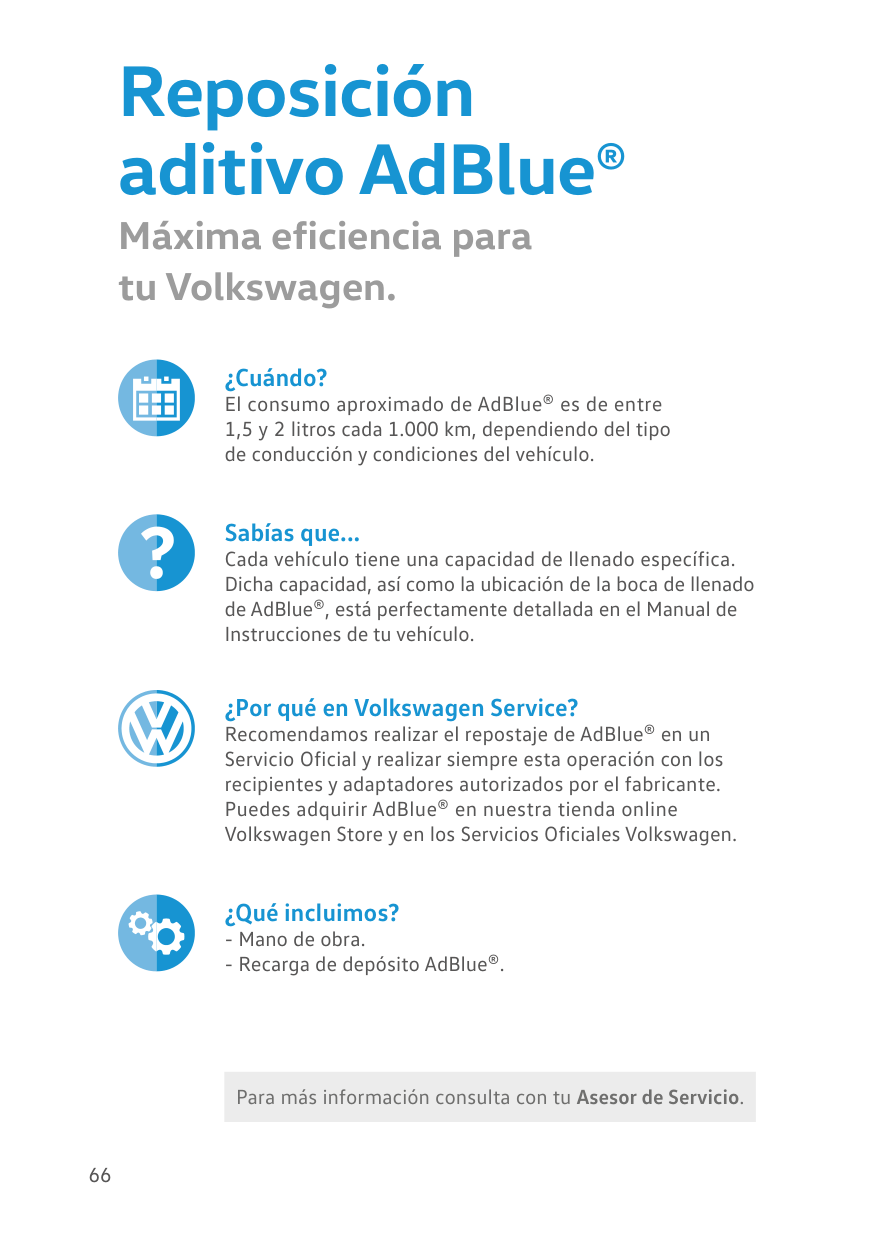 Reposición
aditivo AdBlue®
Máxima eficiencia para
tu Volkswagen.
¿Cuándo?
El consumo aproximado de AdBlue® es de entre
1,5 y 2 litros cada 1.000 km, dependiendo del tipo
de conducción y condiciones del vehículo.
?
Sabías que...
Cada vehículo tiene una capacidad de llenado específica.
Dicha capacidad, así como la ubicación de la boca de llenado
de AdBlue®, está perfectamente detallada en el Manual de
Instrucciones de tu vehículo.
¿Por qué en Volkswagen Service?
Recomendamos realizar el repostaje de AdBlue® en un
Servicio Oficial y realizar siempre esta operación con los
recipientes y adaptadores autorizados por el fabricante.
Puedes adquirir AdBlue® en nuestra tienda online
Volkswagen Store y en los Servicios Oficiales Volkswagen.
¿Qué incluimos?
- Mano de obra.
- Recarga de depósito AdBlue®.
Para más información consulta con tu Asesor de Servicio.
66